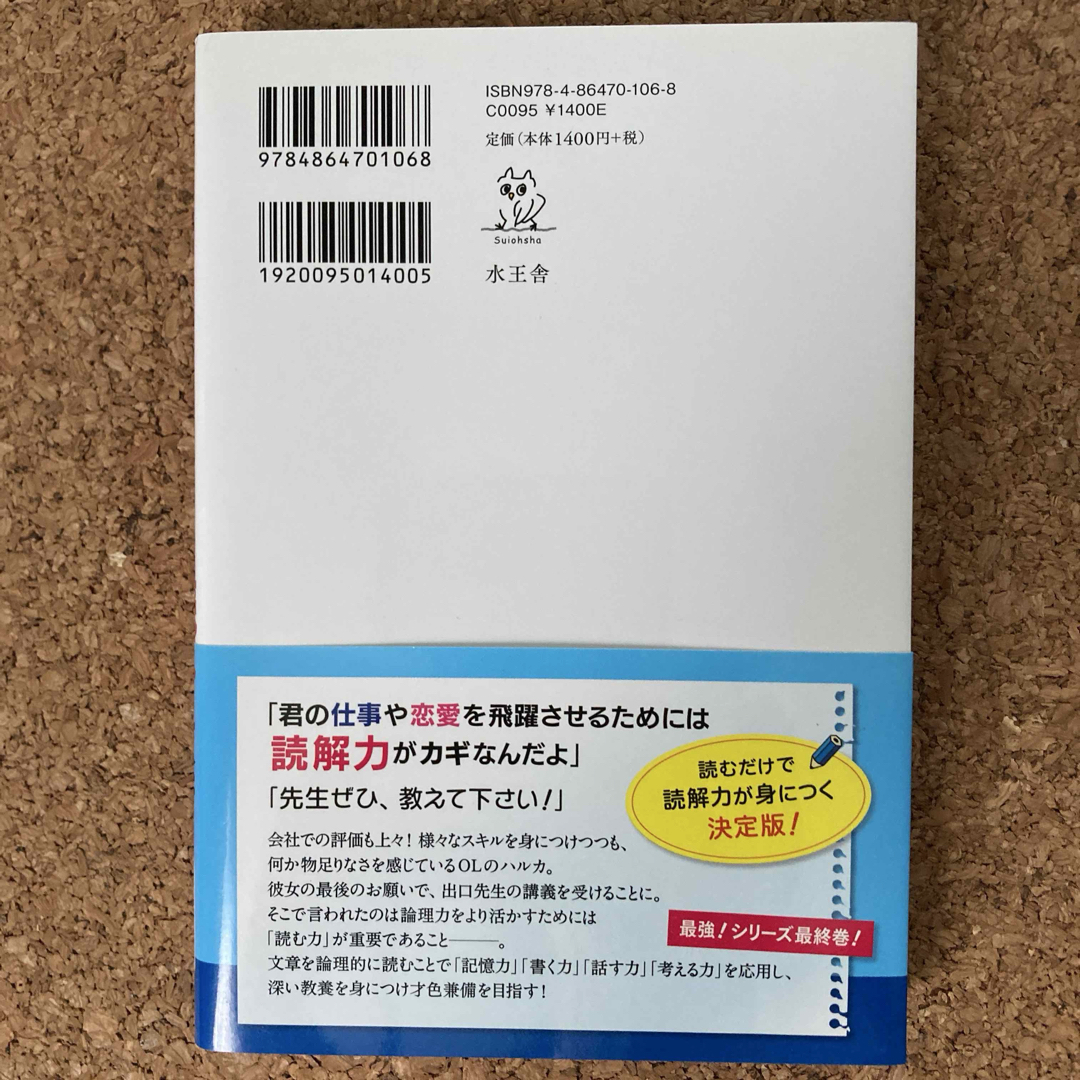 ISBN978-4-86470-106-8
C0095 ¥1400E
定価(本体1400円+税)
9784864701068
1920095014005
Suiohsha
水王舎
「君の仕事や恋愛を飛躍させるためには
読解力がカギなんだよ」
「先生ぜひ、教えて下さい!」
読むだけで
読解力が身につく
決定版!
会社での評価も上々! 様々なスキルを身につけつつも、
何か物足りなさを感じているOLのハルカ。
彼女の最後のお願いで、出口先生の講義を受けることに。
そこで言われたのは論理力をより活かすためには
「読む力」が重要であること――。
文章を論理的に読むことで「記憶力」「書く力」「話す力」「考える力」を応用し、
深い教養を身につけ才色兼備を目指す!
最強!シリーズ最終巻!